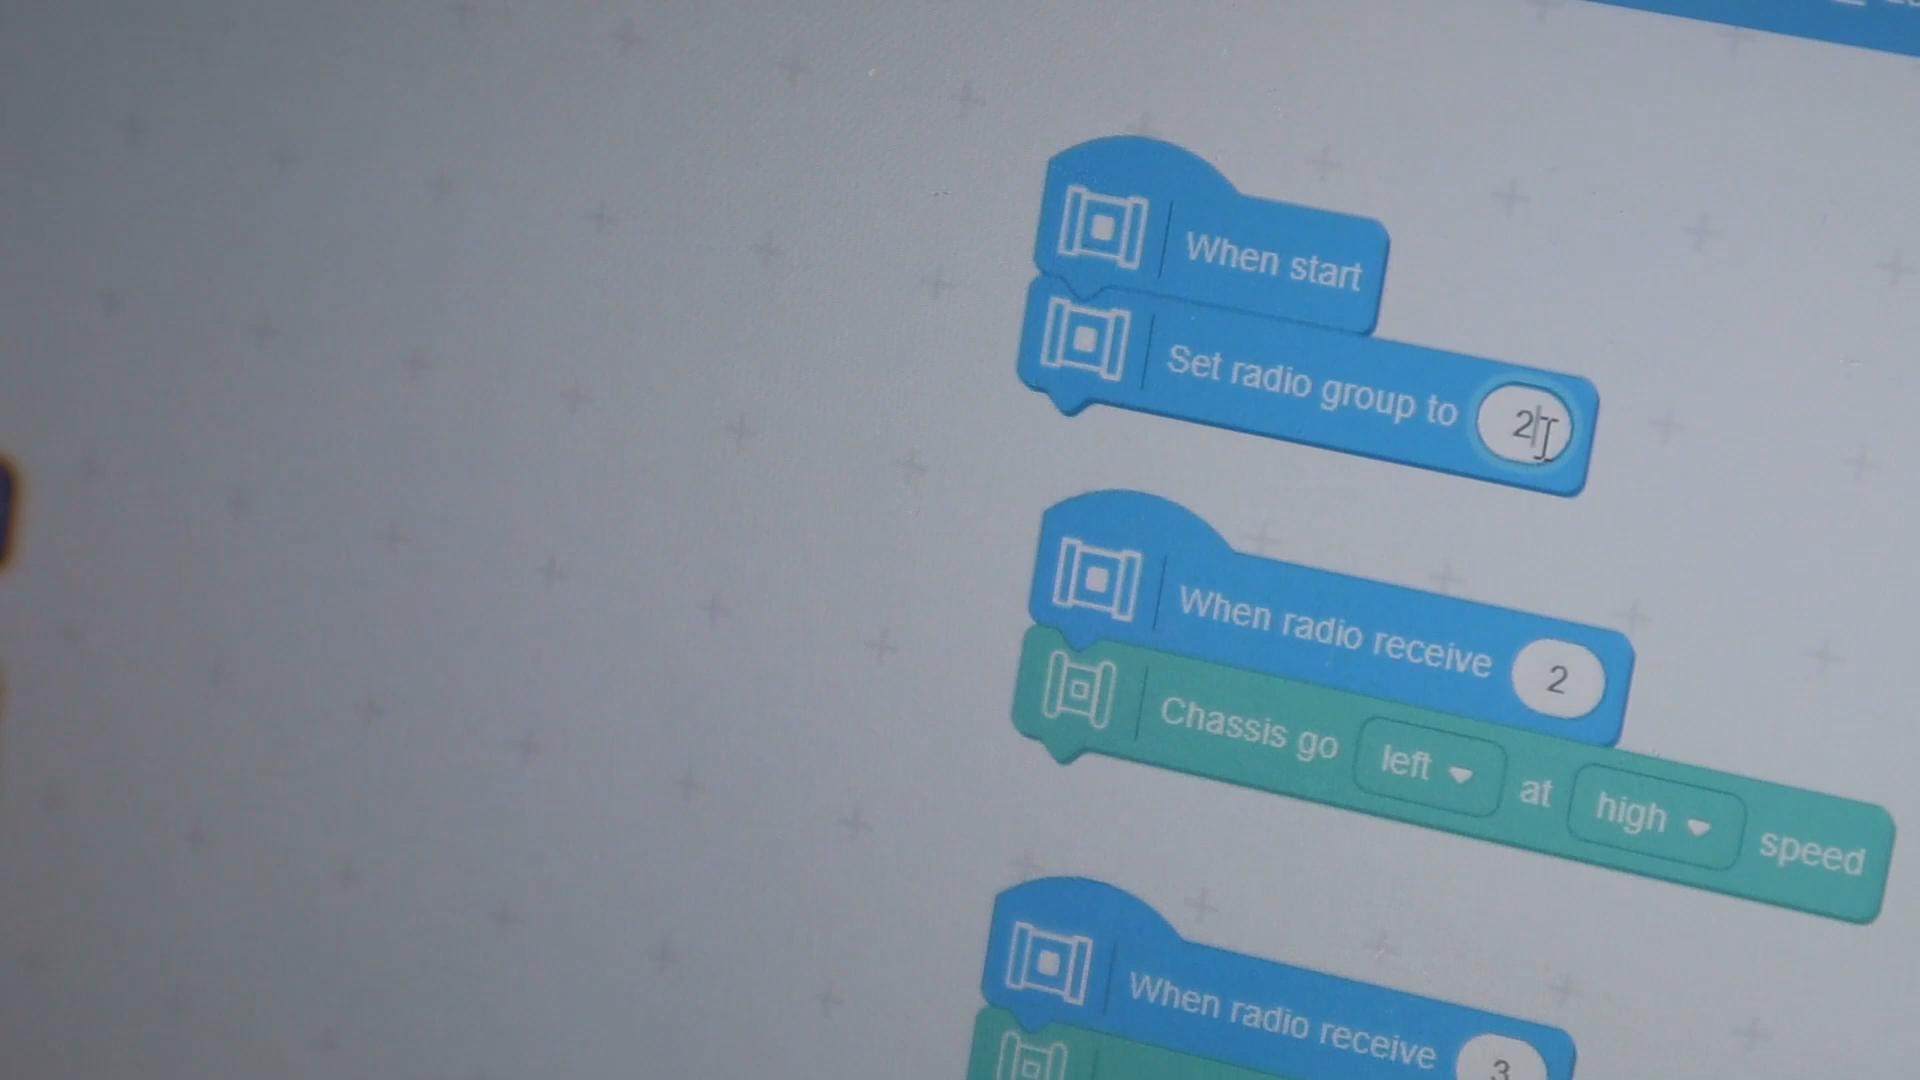 When start
Set radio group to 2
When radio receive 2
Chassis go left at high speed
When radio receive 3